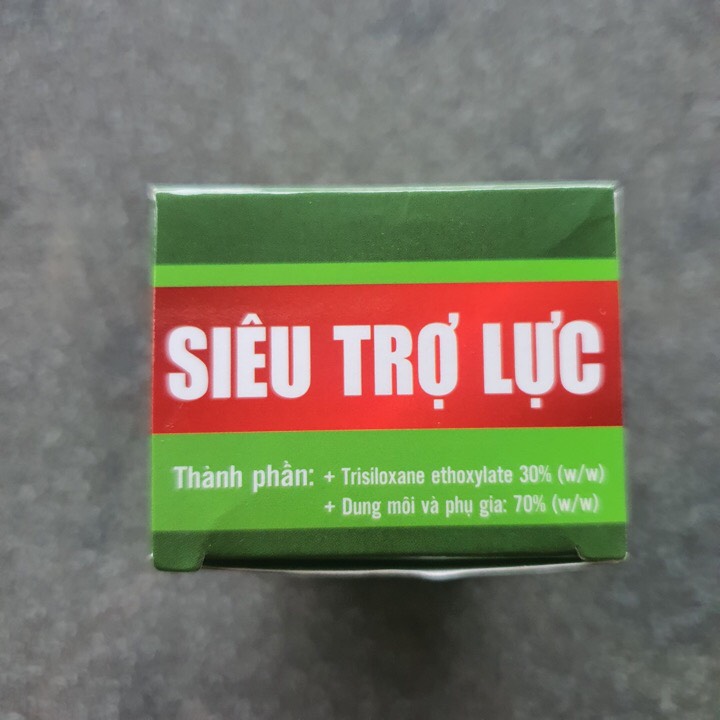 SIÊU TRỢ LỰC
Thành phần: + Trisiloxane ethoxylate 30% (w/w)
+ Dung môi và phụ gia: 70% (w/w)